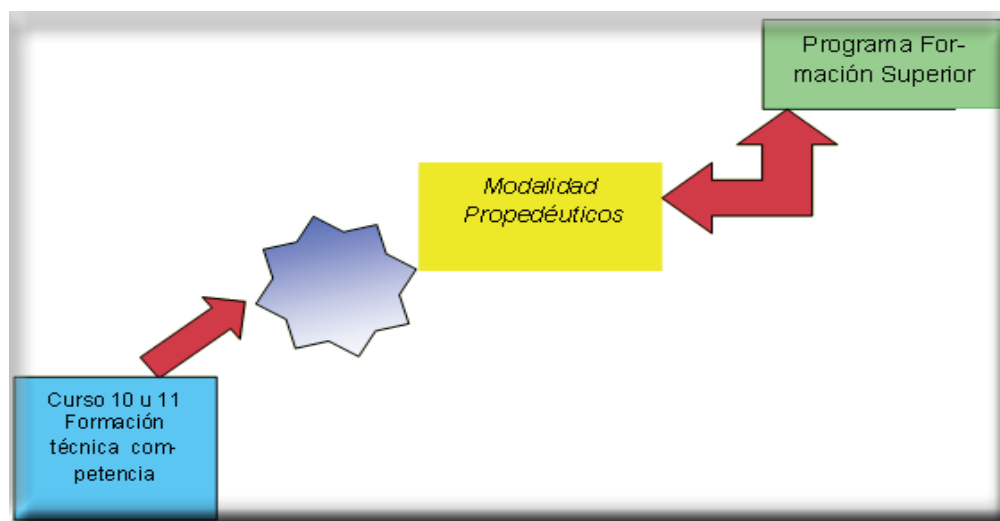 Programa For-
mación Superior
Modalidad
Propedéuticos
Curso 10 u 11
Formación
técnica com-
petencia